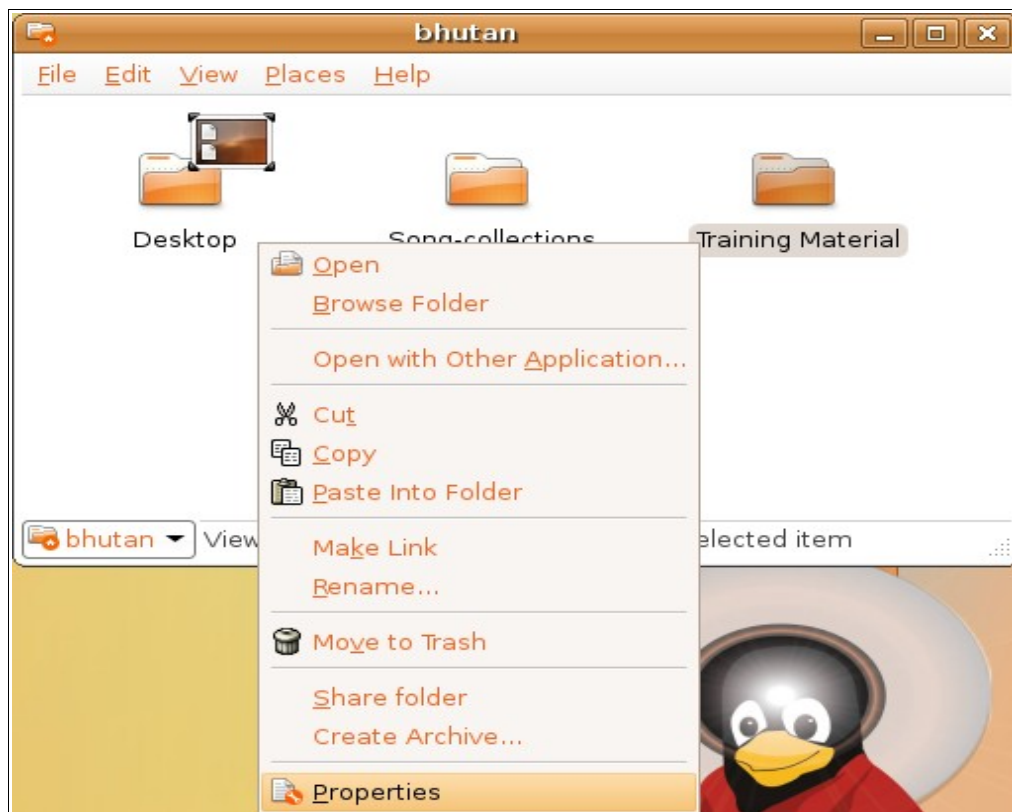 bhutan
File Edit View Places Help
Desktop Song-collections Training Material
Open
Browse Folder
Open with Other Application...
Cut
Copy
Paste Into Folder
bhutan View elected item
Make Link
Rename...
Move to Trash
Share folder
Create Archive...
Properties